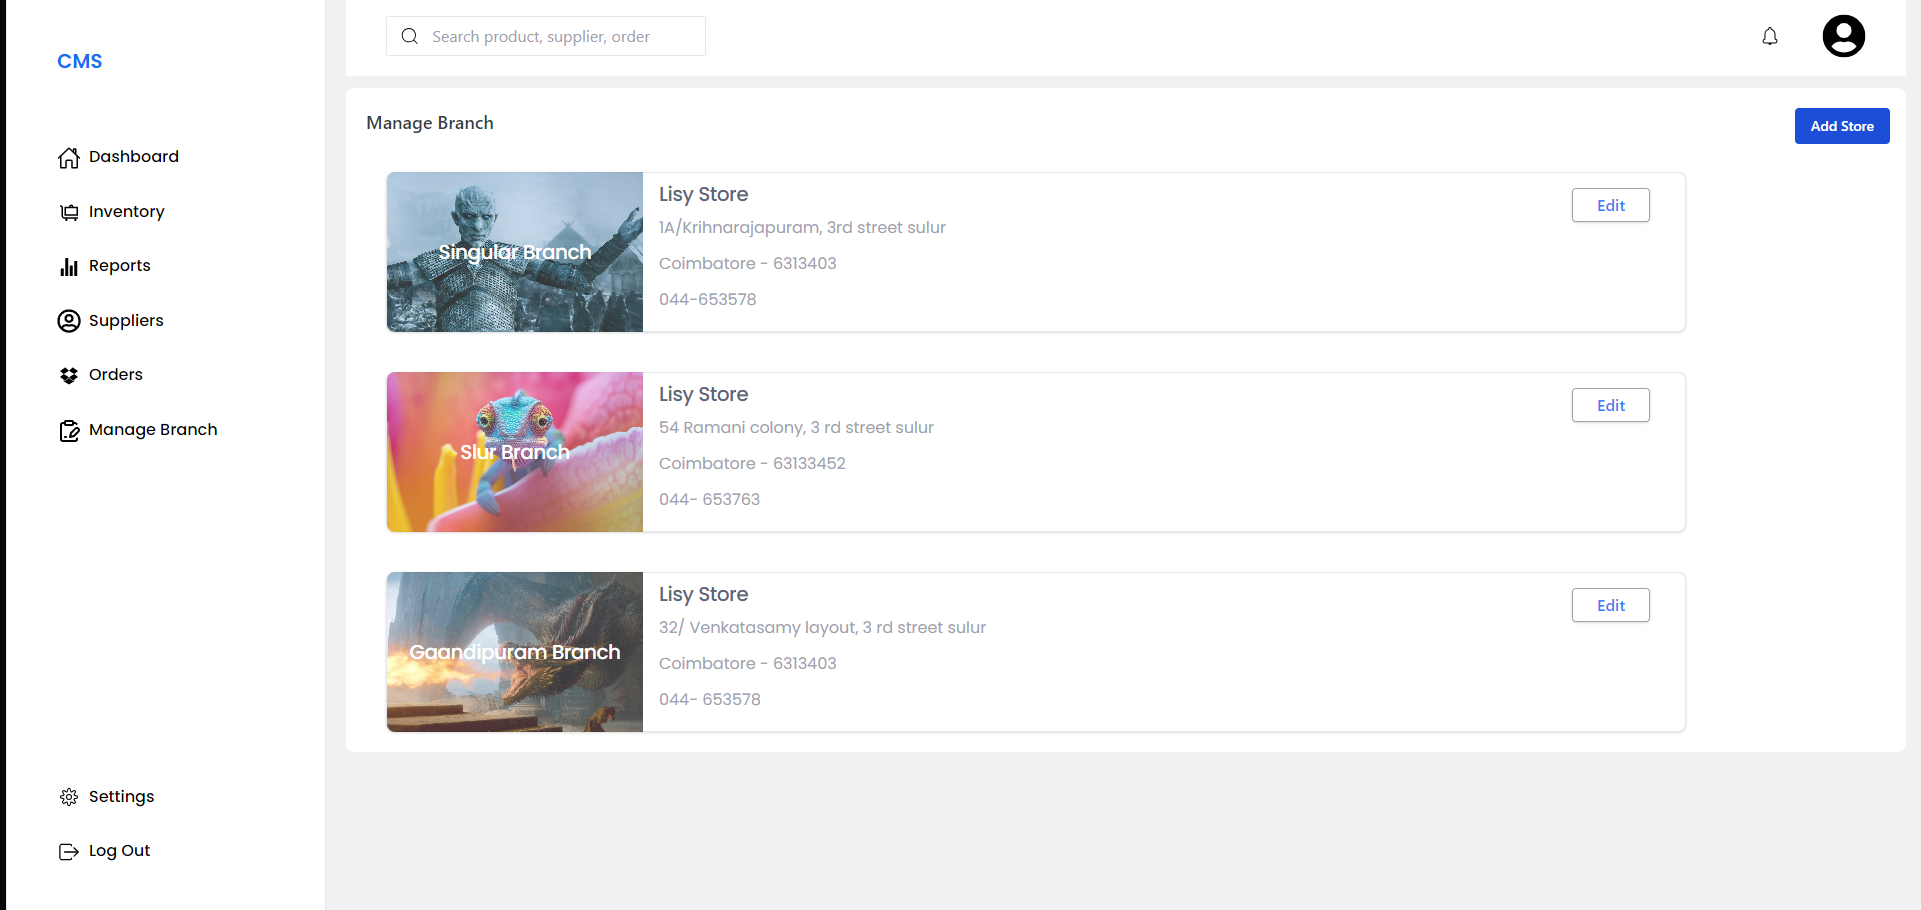 CMS
Dashboard
Inventory
Reports
Suppliers
Orders
Manage Branch
Settings
Log Out
Search product, supplier, order
Manage Branch
Add Store
Singular Branch
Lisy Store
1A/Krihnarajapuram, 3rd street sulur
Coimbatore - 6313403
044-653578
Edit
Slur Branch
Lisy Store
54 Ramani colony, 3 rd street sulur
Coimbatore - 63133452
044- 653763
Edit
Gaandipuram Branch
Lisy Store
32/ Venkatasamy layout, 3 rd street sulur
Coimbatore - 6313403
044- 653578
Edit